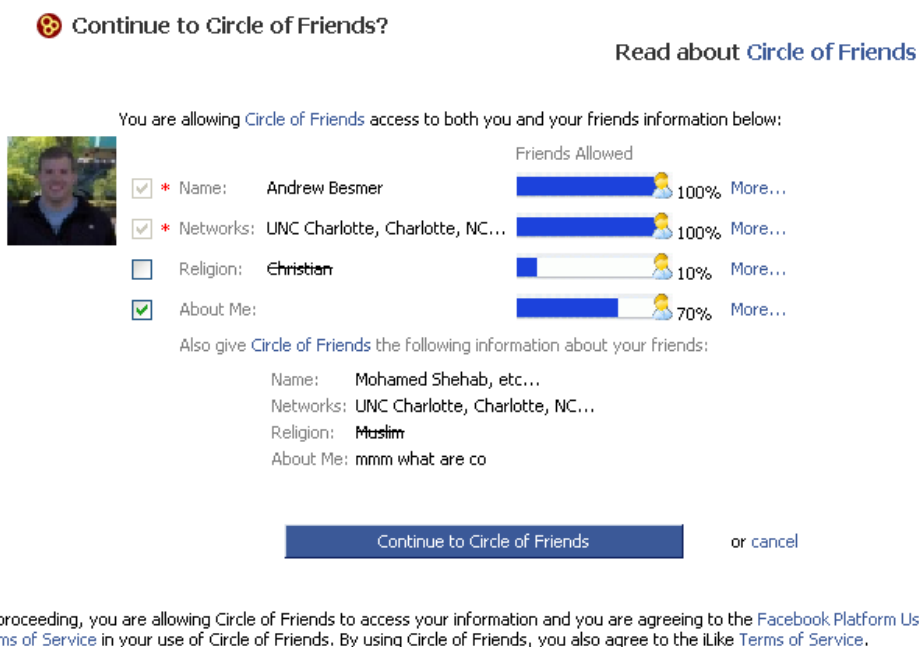 Continue to Circle of Friends?
Read about Circle of Friends
You are allowing Circle of Friends access to both you and your friends information below:
Friends Allowed
* Name: Andrew Besmer 100% More...
* Networks: UNC Charlotte, Charlotte, NC... 100% More...
Religion: Christian 10% More...
About Me: 70% More...
Also give Circle of Friends the following information about your friends:
Name: Mohamed Shehab, etc...
Networks: UNC Charlotte, Charlotte, NC...
Religion: Muslim
About Me: mmm what are co
Continue to Circle of Friends or cancel
proceeding, you are allowing Circle of Friends to access your information and you are agreeing to the Facebook Platform Us
ms of Service in your use of Circle of Friends. By using Circle of Friends, you also agree to the iLike Terms of Service.